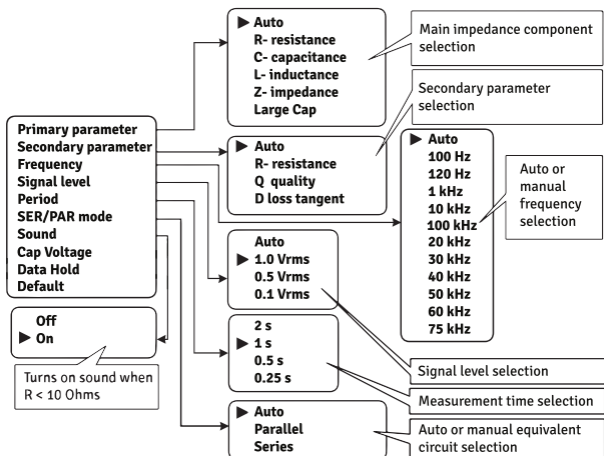 Auto
R- resistance
C- capacitance
L- inductance
Z- impedance
Large Cap
Main impedance component
selection
Secondary parameter
selection
Primary parameter
Secondary parameter
Frequency
Signal level
Period
SER/PAR mode
Sound
Cap Voltage
Data Hold
Default
Auto
R- resistance
Q quality
D loss tangent
Auto
100 Hz
120 Hz
1 kHz
10 kHz
100 kHz
20 kHz
30 kHz
40 kHz
50 kHz
60 kHz
75 kHz
Auto or
manual
frequency
selection
Auto
1.0 Vrms
0.5 Vrms
0.1 Vrms
Off
On
Turns on sound when
R < 10 Ohms
2 s
1 s
0.5 s
0.25 s
Signal level selection
Measurement time selection
Auto
Parallel
Series
Auto or manual equivalent
circuit selection